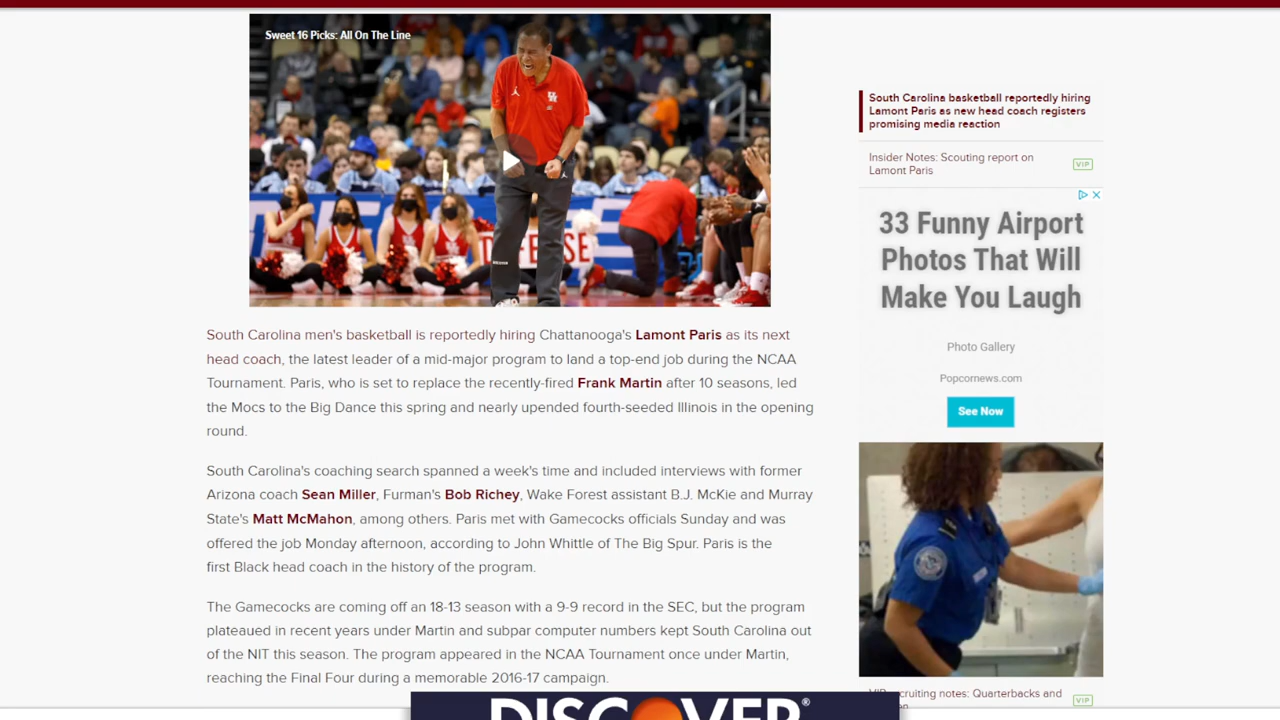 Sweet 16 Picks: All On The Line
DEFENSE
South Carolina men's basketball is reportedly hiring Chattanooga's Lamont Paris as its next
head coach, the latest leader of a mid-major program to land a top-end job during the NCAA
Tournament. Paris, who is set to replace the recently-fired Frank Martin after 10 seasons, led
the Mocs to the Big Dance this spring and nearly upended fourth-seeded Illinois in the opening
round.
South Carolina's coaching search spanned a week's time and included interviews with former
Arizona coach Sean Miller, Furman's Bob Richey, Wake Forest assistant B.J. McKie and Murray
State's Matt McMahon, among others. Paris met with Gamecocks officials Sunday and was
offered the job Monday afternoon, according to John Whittle of The Big Spur. Paris is the
first Black head coach in the history of the program.
The Gamecocks are coming off an 18-13 season with a 9-9 record in the SEC, but the program
plateaued in recent years under Martin and subpar computer numbers kept South Carolina out
of the NIT this season. The program appeared in the NCAA Tournament once under Martin,
reaching the Final Four during a memorable 2016-17 campaign.
South Carolina basketball reportedly hiring
Lamont Paris as new head coach registers
promising media reaction
Insider Notes: Scouting report on
Lamont Paris
VIP
33 Funny Airport
Photos That Will
Make You Laugh
Photo Gallery
Popcornews.com
See Now
VIP
Quarterbacks and
VIP
DISCOVER®